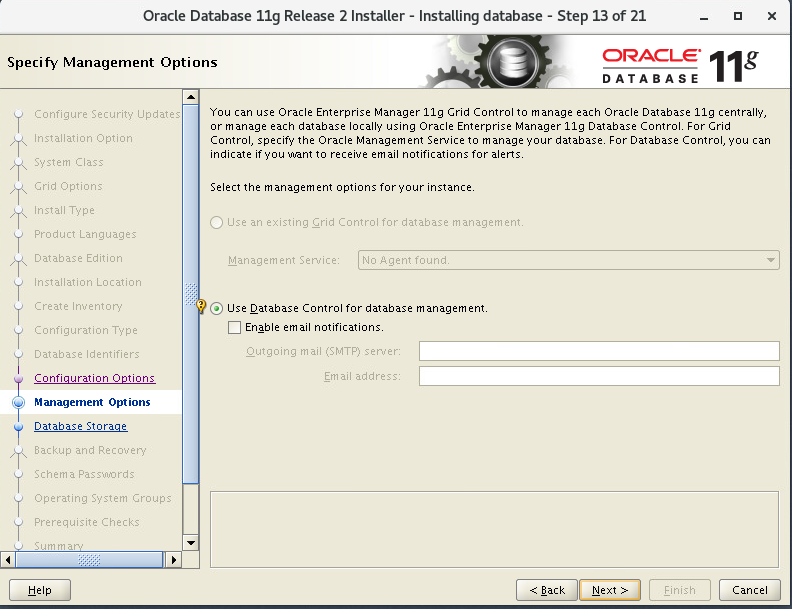 Oracle Database 11g Release 2 Installer - Installing database - Step 13 of 21
Specify Management Options
ORACLE
DATABASE 11g
Configure Security Updates
Installation Option
System Class
Grid Options
Install Type
Product Languages
Database Edition
Installation Location
Create Inventory
Configuration Type
Database Identifiers
Configuration Options
Management Options
Database Storage
Backup and Recovery
Schema Passwords
Operating System Groups
Prerequisite Checks
Summary
You can use Oracle Enterprise Manager 11g Grid Control to manage each Oracle Database 11g centrally,
or manage each database locally using Oracle Enterprise Manager 11g Database Control. For Grid
Control, specify the Oracle Management Service to manage your database. For Database Control, you can
indicate if you want to receive email notifications for alerts.
Select the management options for your instance.
Use an existing Grid Control for database management.
Management Service: No Agent found.
Use Database Control for database management.
Enable email notifications.
Outgoing mail (SMTP) server:
Email address:
Help
< Back
Next >
Finish
Cancel